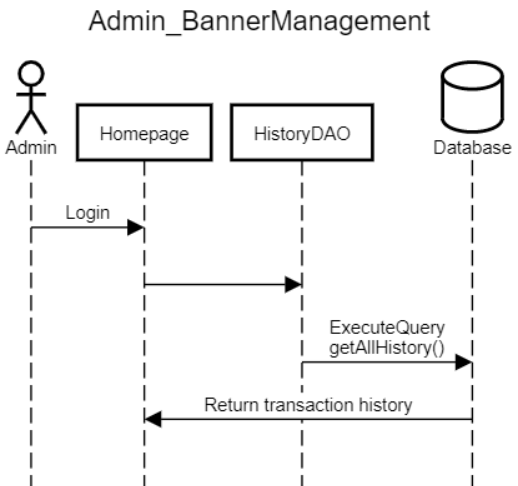 Admin_BannerManagement
Admin
Homepage
HistoryDAO
Database
Login
ExecuteQuery
getAllHistory()
Return transaction history